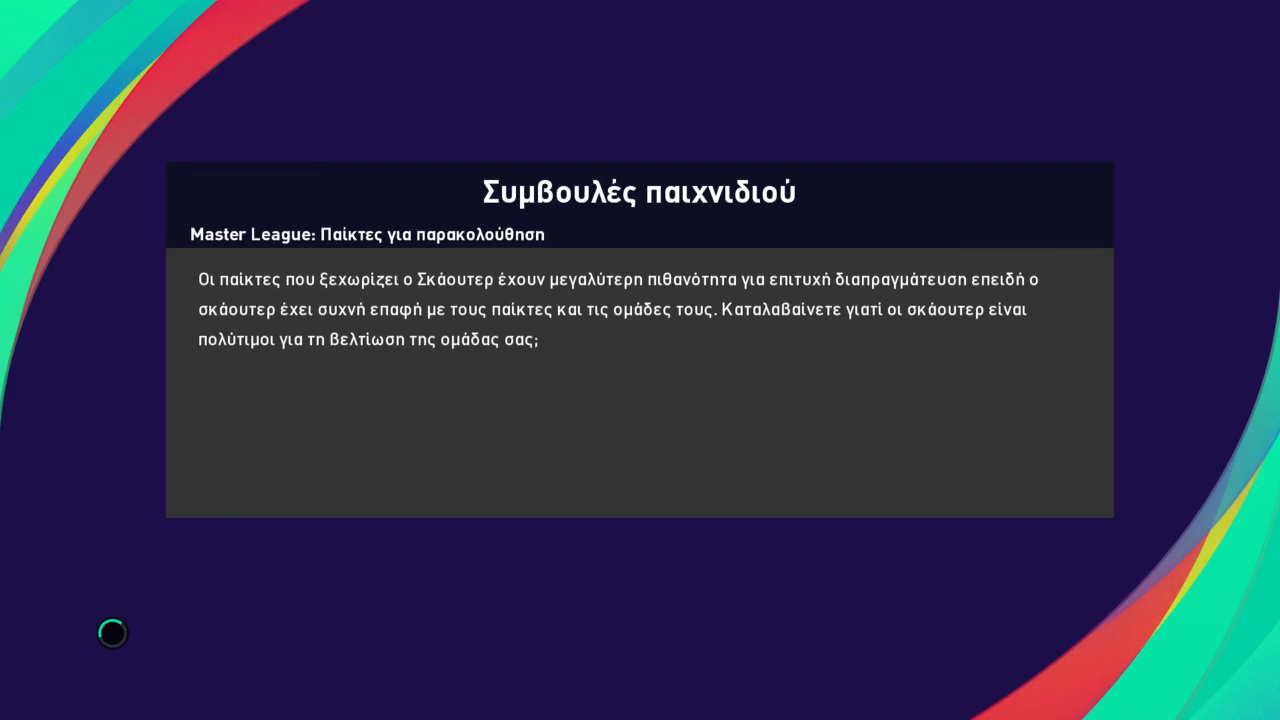 Συμβουλές παιχνιδιού
Master League: Παίκτες για παρακολούθηση
Οι παίκτες που ξεχωρίζει ο Σκάουτερ έχουν μεγαλύτερη πιθανότητα για επιτυχή διαπραγμάτευση επειδή ο
σκάουτερ έχει συχνή επαφή με τους παίκτες και τις ομάδες τους. Καταλαβαίνετε γιατί οι σκάουτερ είναι
πολύτιμοι για τη βελτίωση της ομάδας σας;